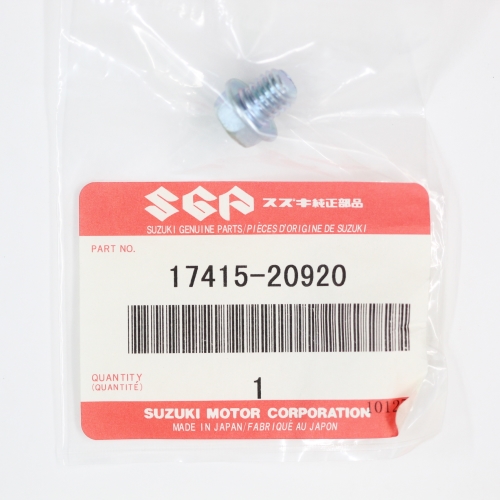 SGP スズキ純正部品
SUZUKI GENUINE PARTS/PIÈCES D'ORIGINE DE SUZUKI
PART NO.
17415-20920
QUANTITY
(QUANTITÉ)
1
SUZUKI MOTOR CORPORATION
MADE IN JAPAN/FABRIQUÉ AU JAPON